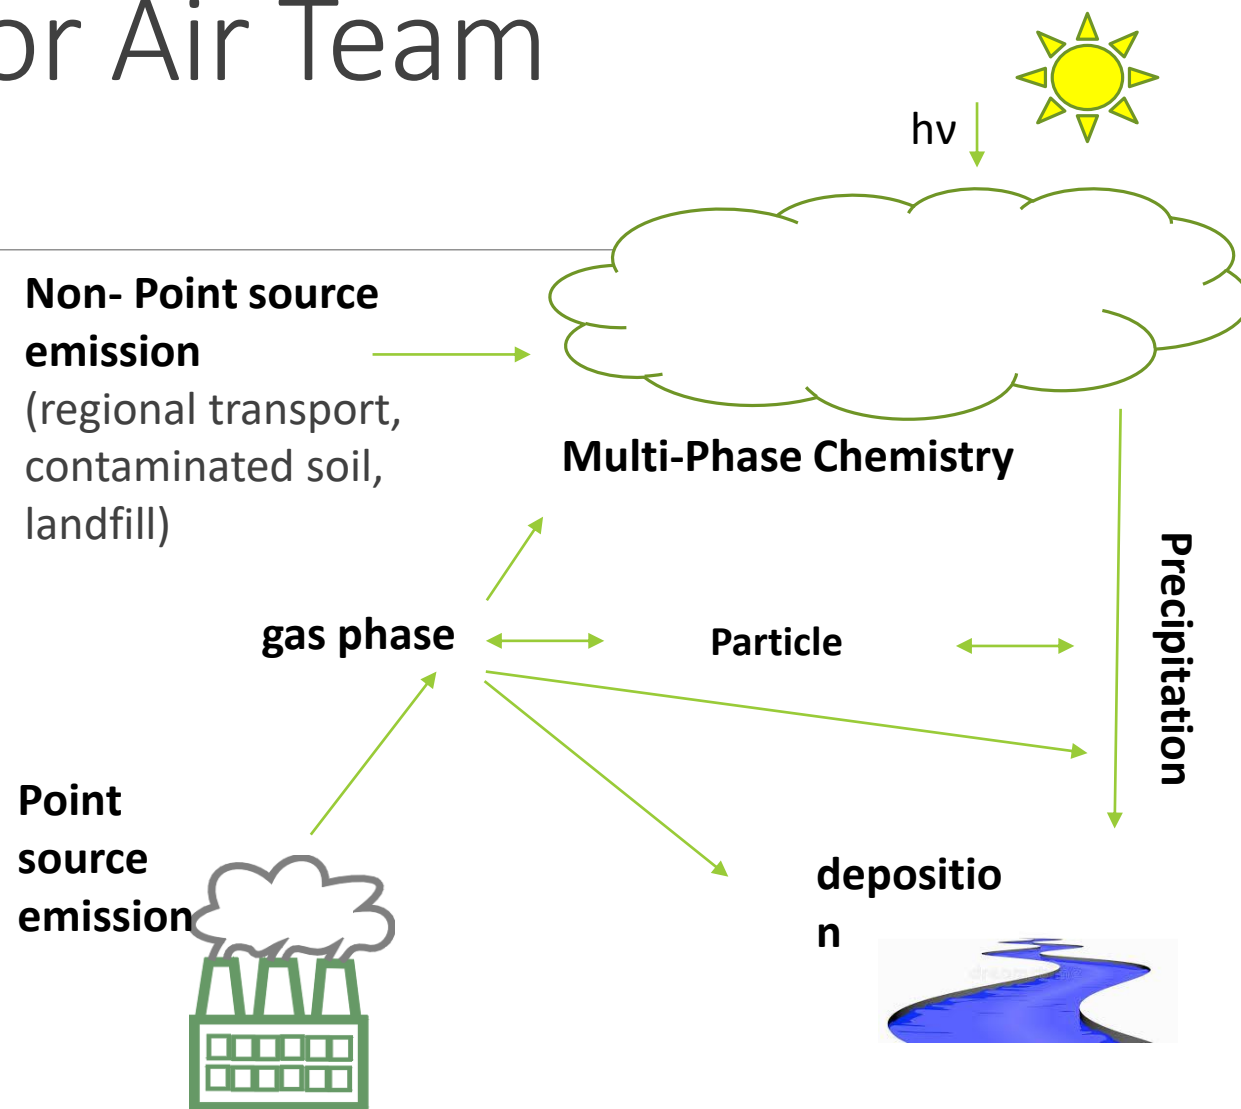 or Air Team
hν
Non- Point source
emission
(regional transport,
contaminated soil,
landfill)
Multi-Phase Chemistry
Precipitation
gas phase
Particle
Point
source
emission
depositio
n